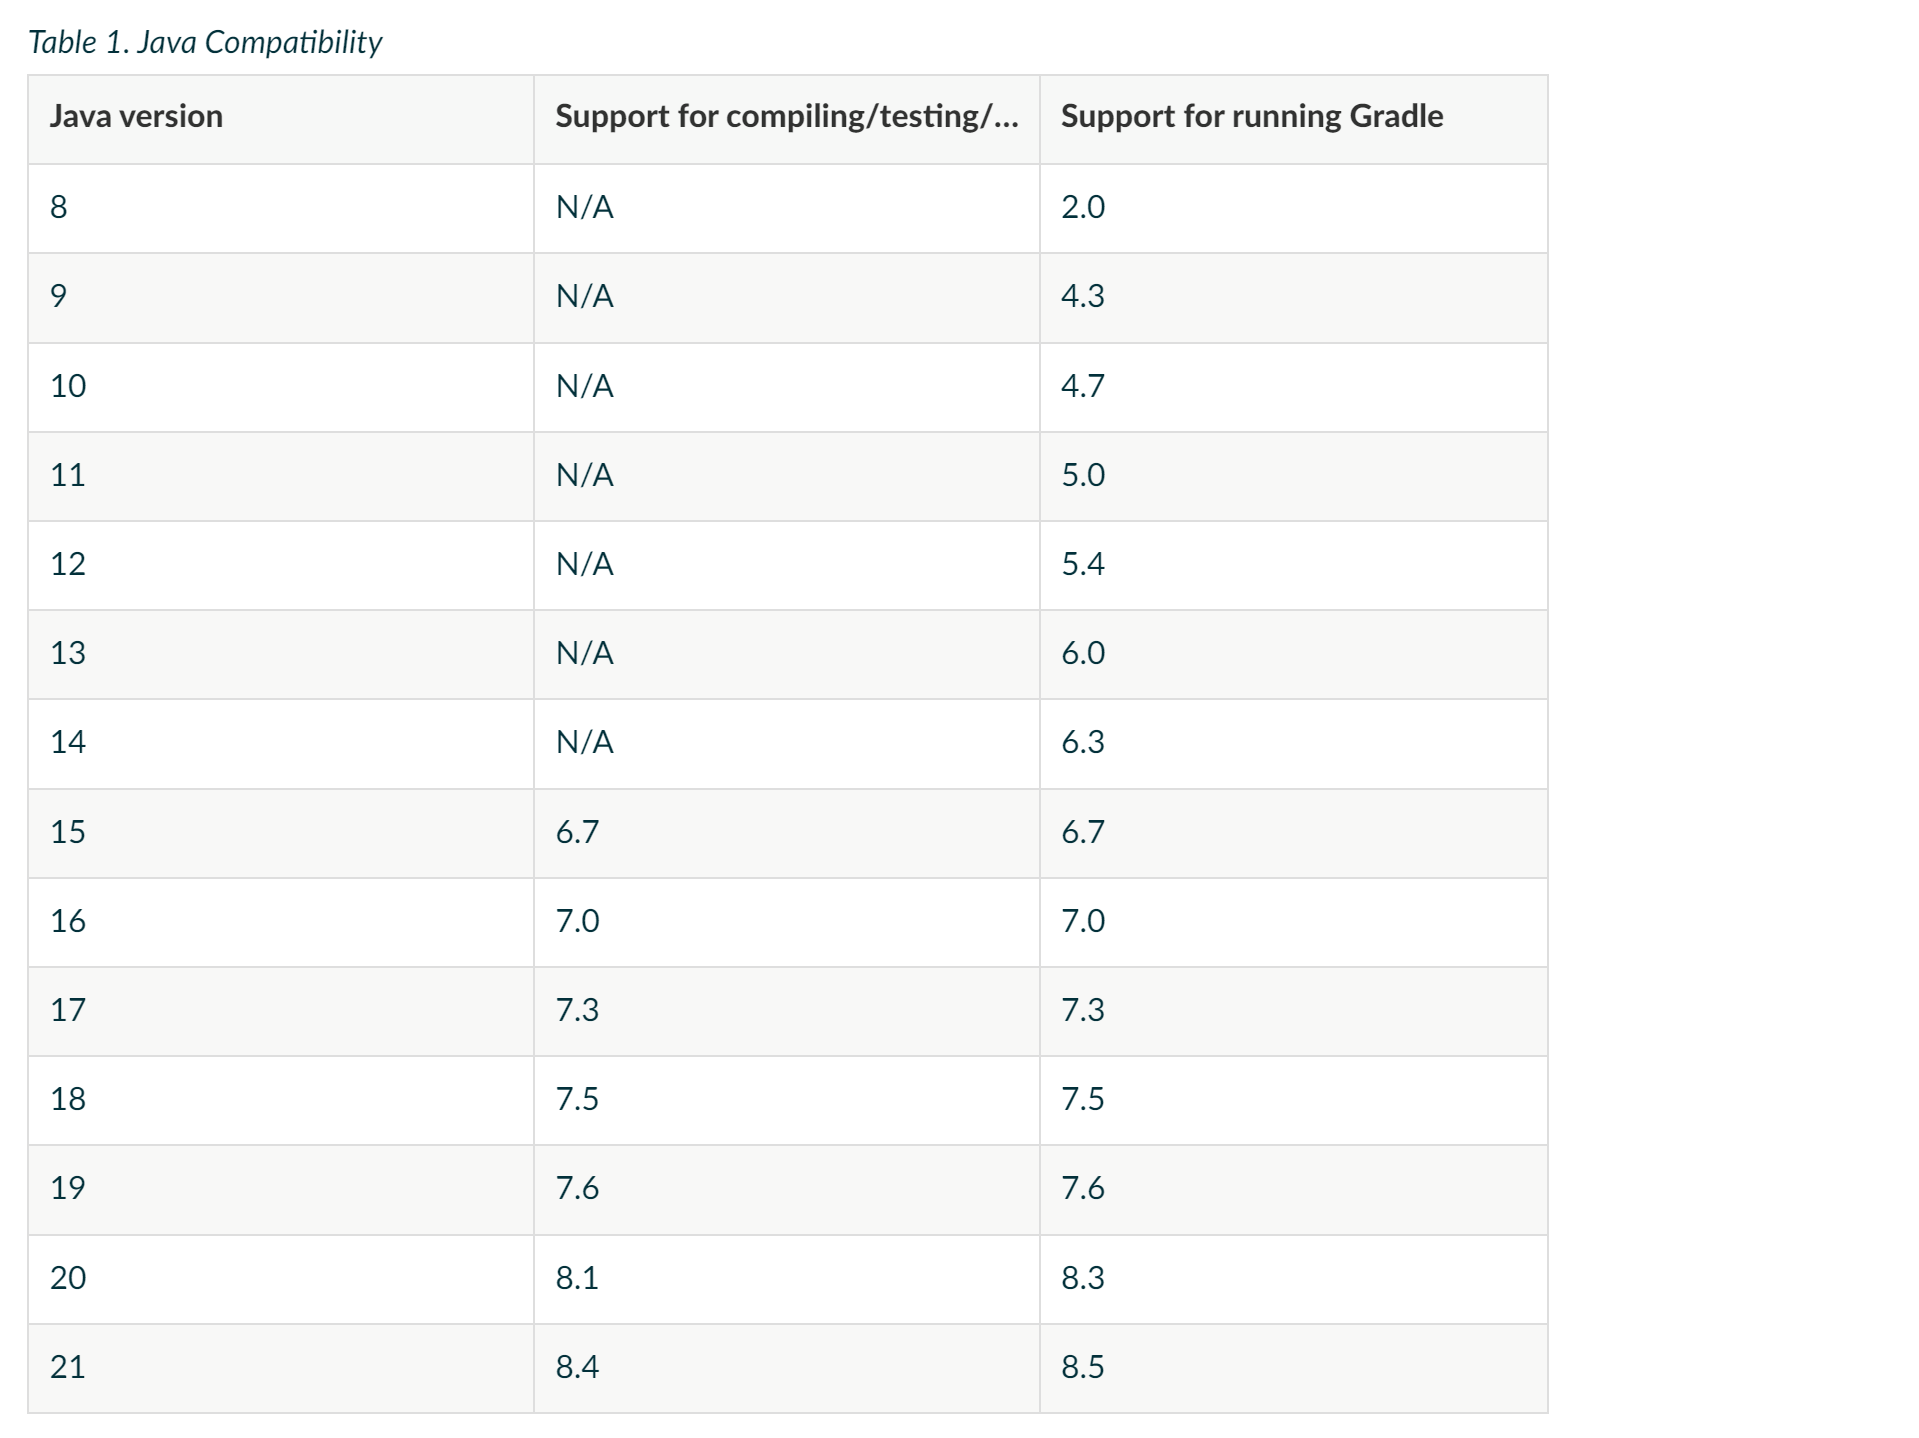 Table 1. Java Compatibility
Java version Support for compiling/testing/... Support for running Gradle
8 N/A 2.0
9 N/A 4.3
10 N/A 4.7
11 N/A 5.0
12 N/A 5.4
13 N/A 6.0
14 N/A 6.3
15 6.7 6.7
16 7.0 7.0
17 7.3 7.3
18 7.5 7.5
19 7.6 7.6
20 8.1 8.3
21 8.4 8.5